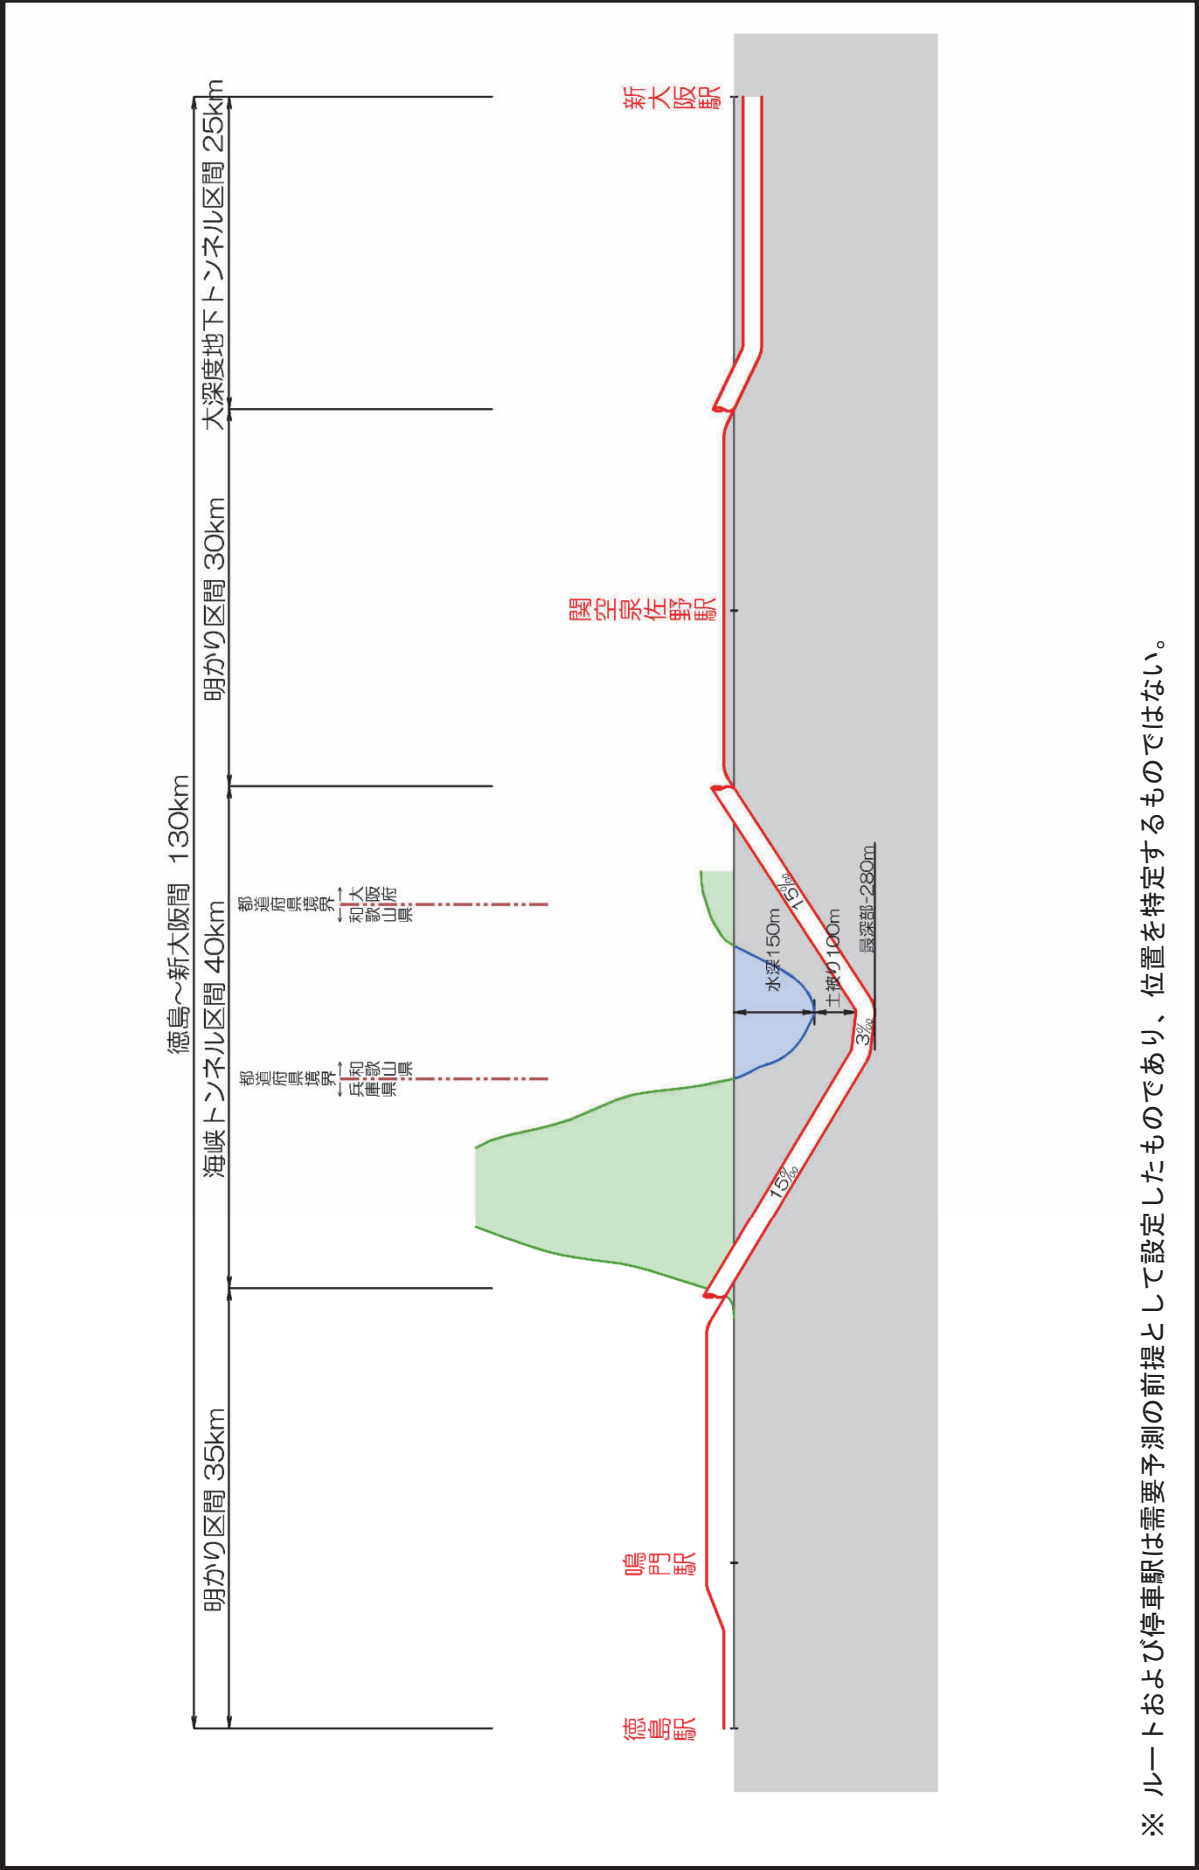 徳島～新大阪間 130km
明かり区間 35km
海峡トンネル区間 40km
明かり区間 30km
大深度地下トンネル区間 25km
都道府県境界
兵庫県
和歌山県
都道府県境界
和歌山県
大阪府
徳島駅
鳴門駅
関空泉佐野駅
新大阪駅
15‰
3‰
15‰
水深150m
土被り100m
最深部-280m
※ ルートおよび停車駅は需要予測の前提として設定したものであり、位置を特定するものではない。